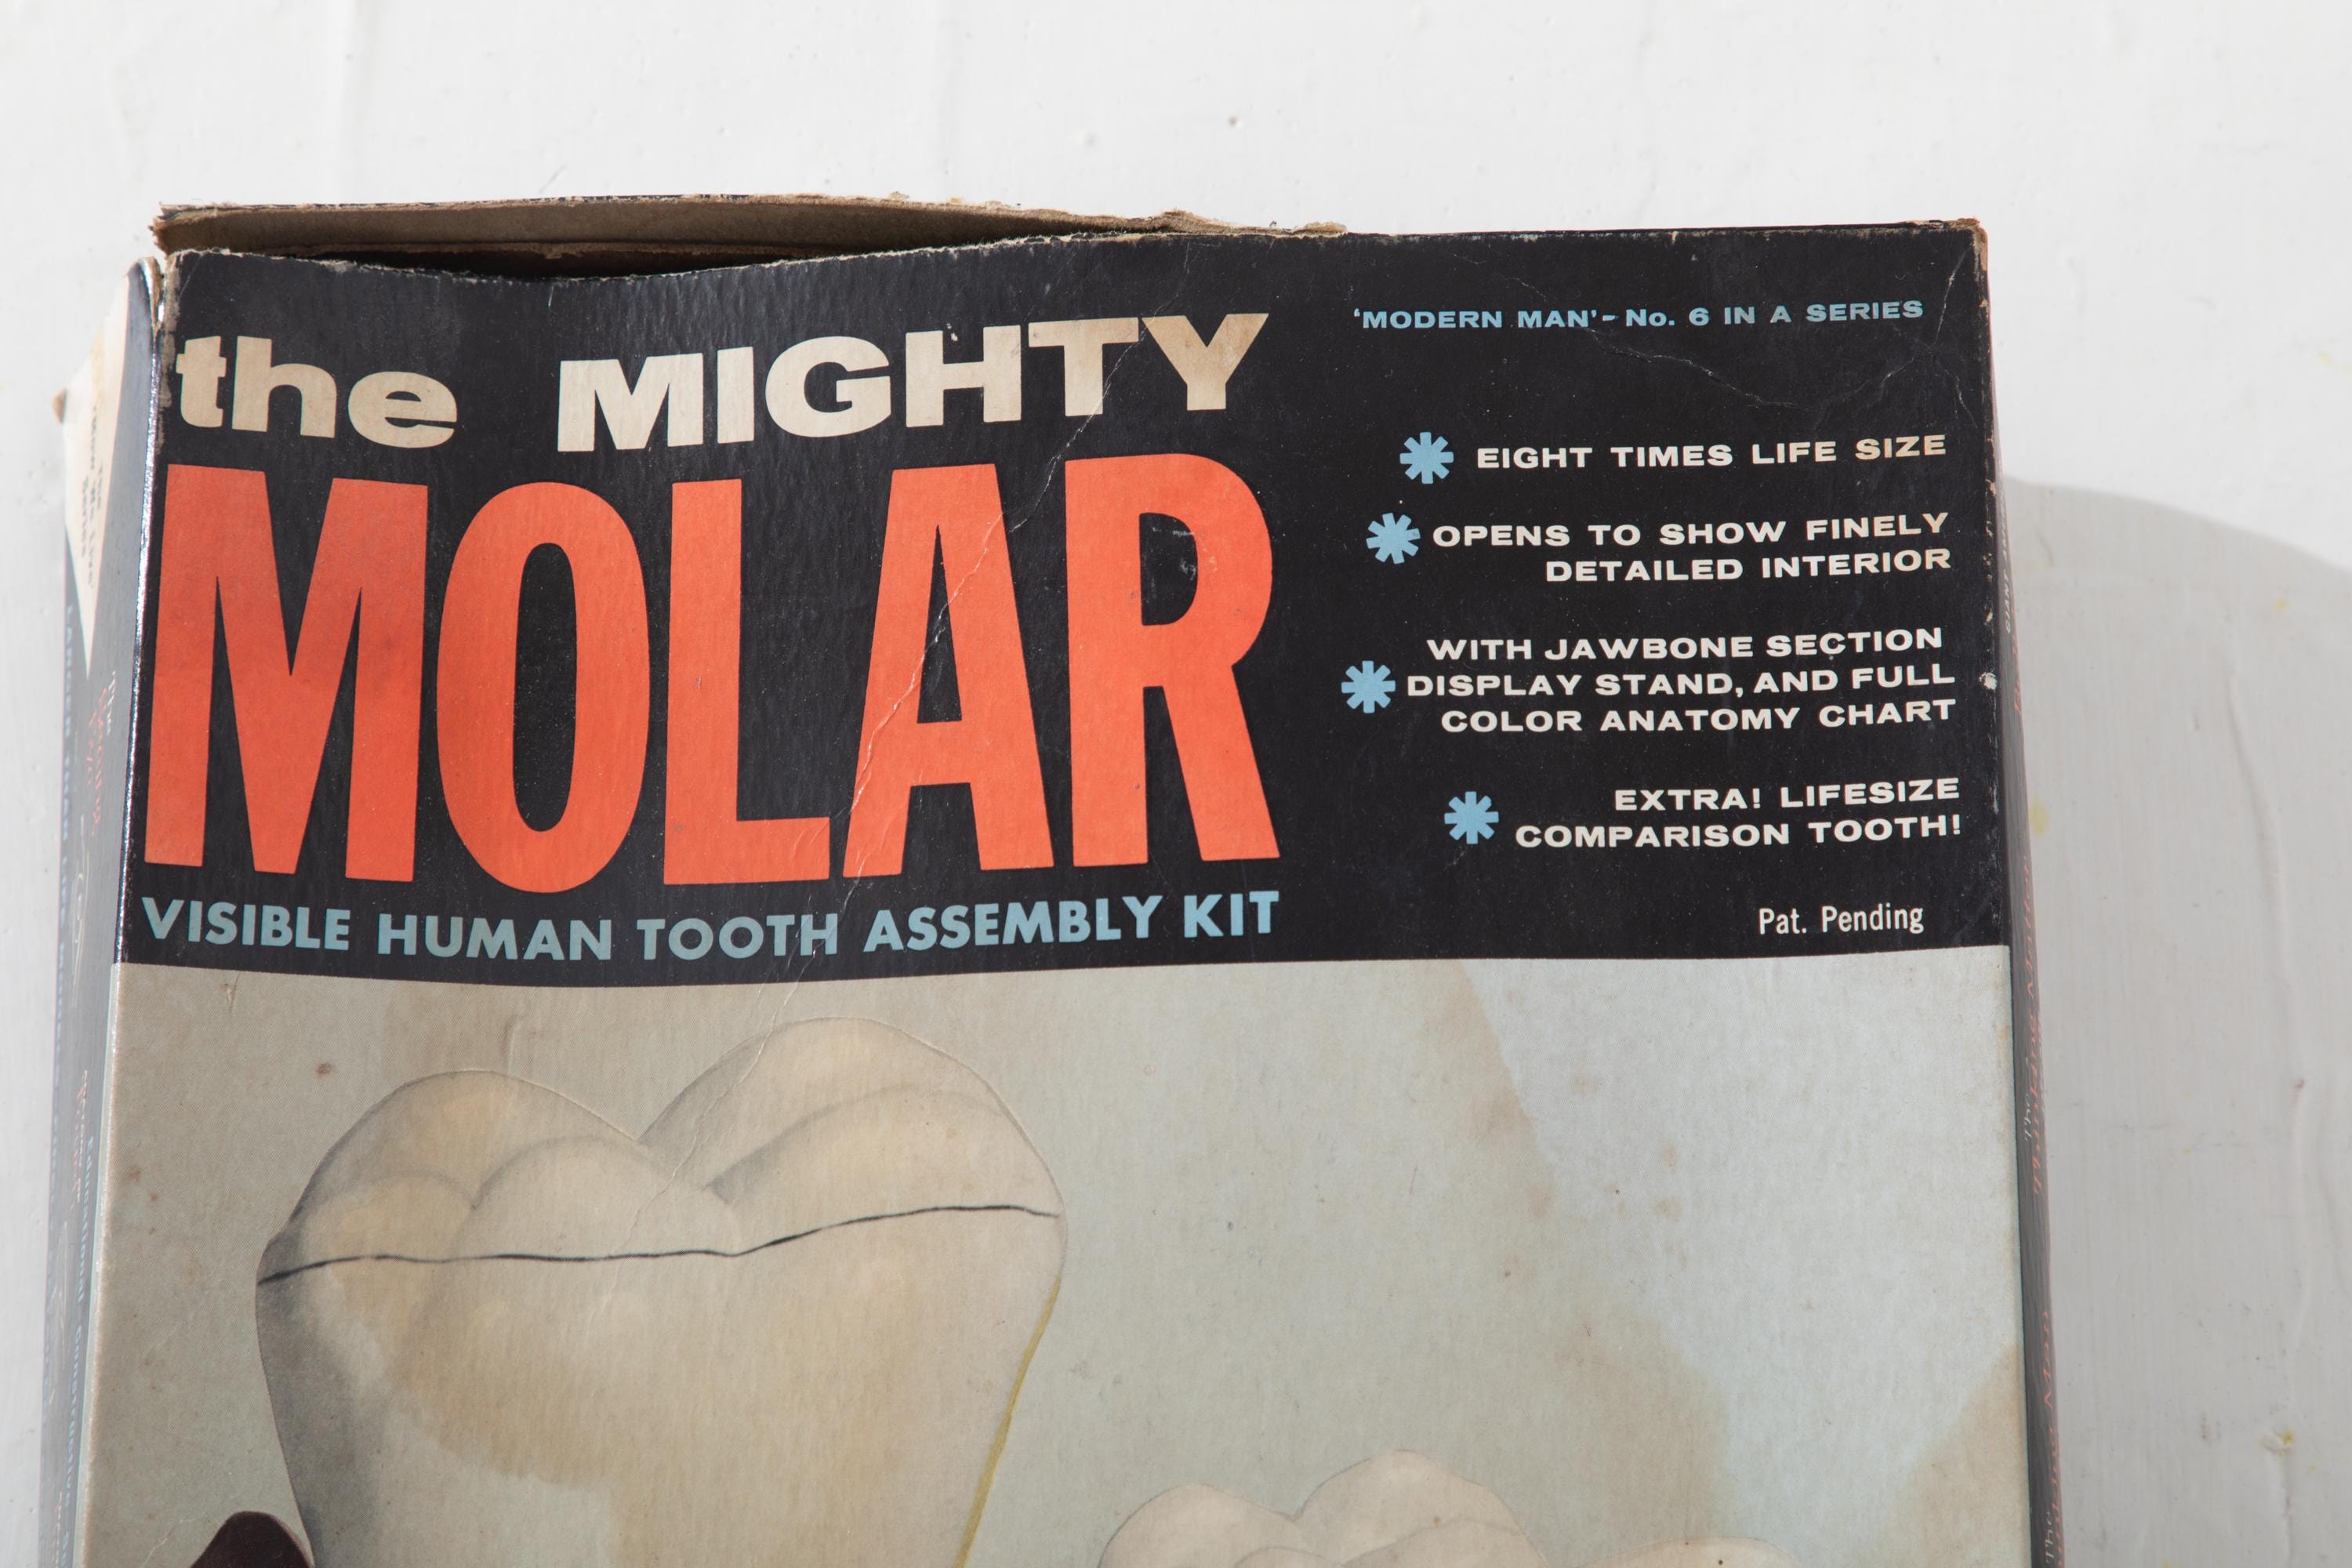 the MIGHTY
MOLAR
VISIBLE HUMAN TOOTH ASSEMBLY KIT
'MODERN MAN'- No. 6 IN A SERIES
EIGHT TIMES LIFE SIZE
OPENS TO SHOW FINELY
DETAILED INTERIOR
WITH JAWBONE SECTION
DISPLAY STAND, AND FULL
COLOR ANATOMY CHART
EXTRA! LIFESIZE
COMPARISON TOOTH!
Pat. Pending